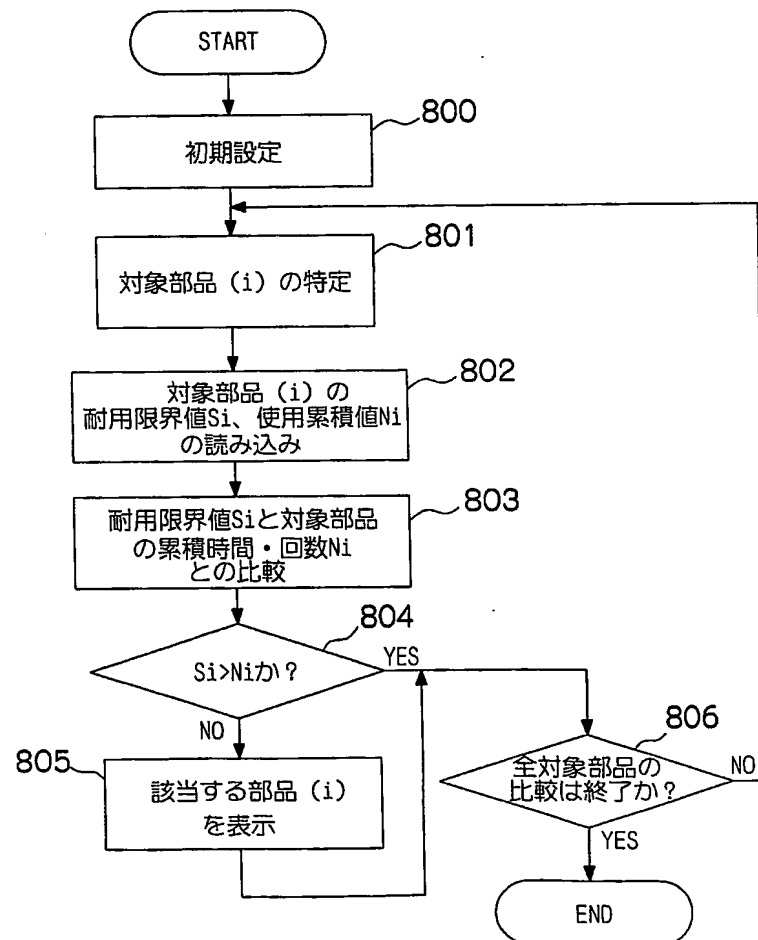 START
800
初期設定
801
対象部品（i）の特定
802
対象部品（i）の
耐用限界値Si、使用累積値Ni
の読み込み
803
耐用限界値Siと対象部品
の累積時間・回数Ni
との比較
804
Si>Niか？
YES
NO
805
該当する部品（i）
を表示
806
全対象部品の
比較は終了か？
NO
YES
END